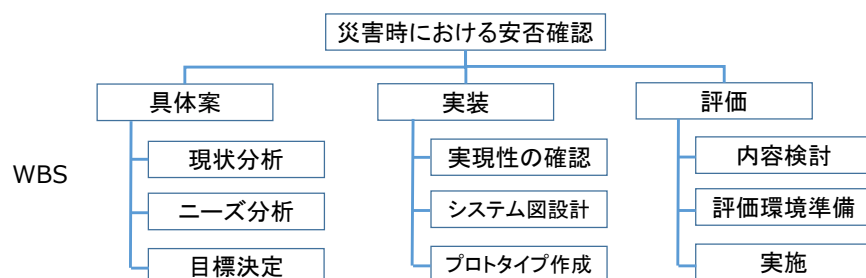 災害時における安否確認
具体案
実装
評価
現状分析
実現性の確認
内容検討
WBS
ニーズ分析
システム図設計
評価環境準備
目標決定
プロトタイプ作成
実施